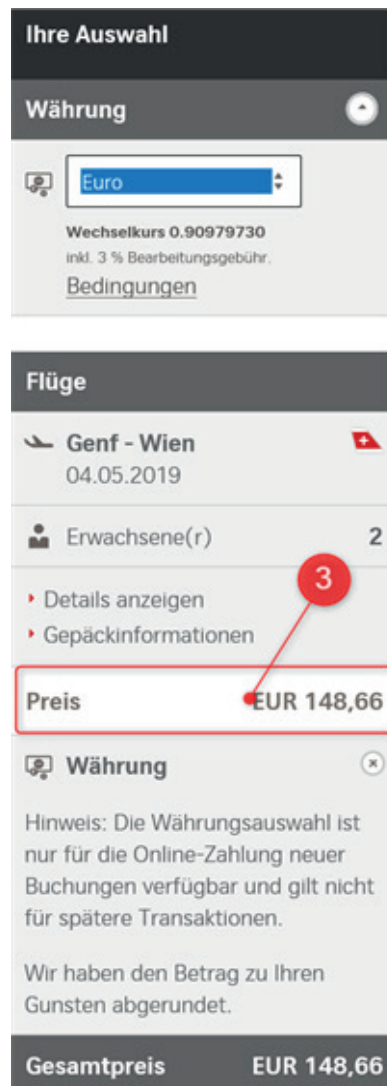 Ihre Auswahl
Währung
Euro
Wechselkurs 0.90979730
inkl. 3 % Bearbeitungsgebühr.
Bedingungen
Flüge
Genf - Wien
04.05.2019
Erwachsene(r) 2
3
Details anzeigen
Gepäckinformationen
Preis EUR 148,66
Währung
Hinweis: Die Währungsauswahl ist
nur für die Online-Zahlung neuer
Buchungen verfügbar und gilt nicht
für spätere Transaktionen.
Wir haben den Betrag zu Ihren
Gunsten abgerundet.
Gesamtpreis EUR 148,66